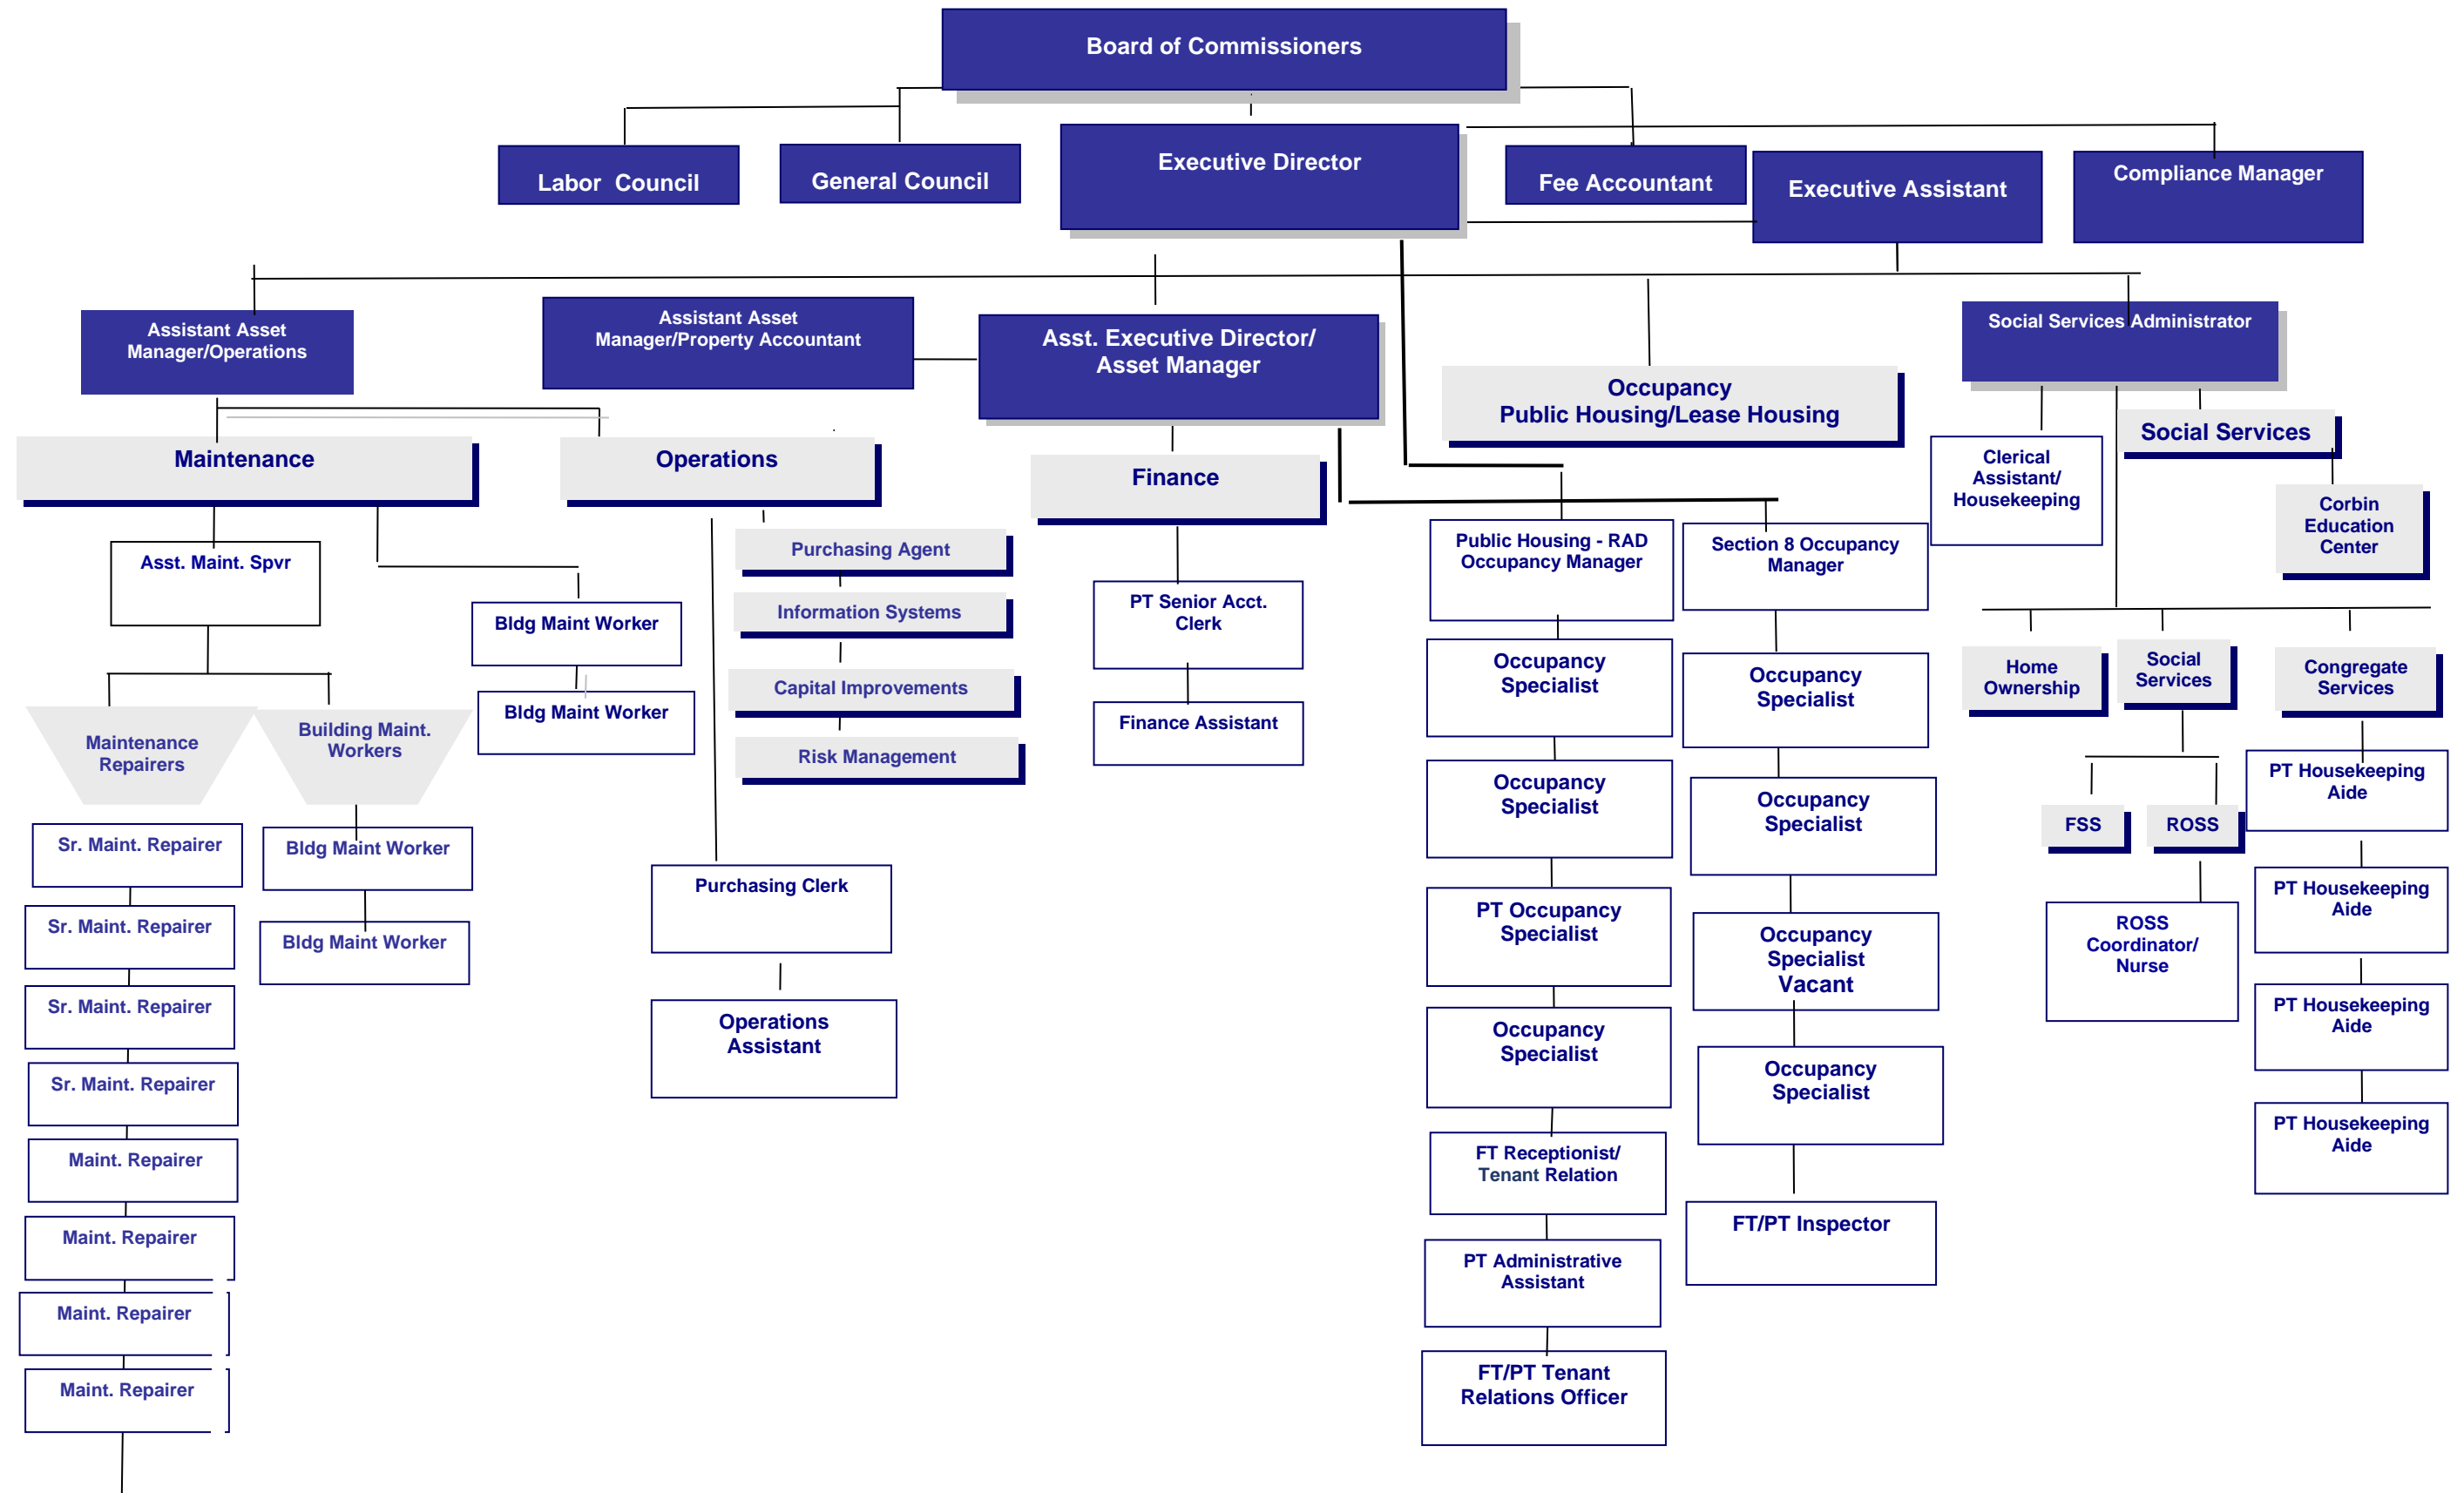 Board of Commissioners
Labor  Council
General Council
Executive Director
Fee Accountant
Executive Assistant
Compliance Manager
Assistant Asset
Manager/Operations
Assistant Asset
Manager/Property Accountant
Asst. Executive Director/
Asset Manager
Occupancy
Public Housing/Lease Housing
Social Services Administrator
Maintenance
Operations
Finance
Clerical
Assistant/
Housekeeping
Social Services
Corbin
Education
Center
Asst. Maint. Spvr
Bldg Maint Worker
Bldg Maint Worker
Purchasing Agent
Information Systems
Capital Improvements
Risk Management
PT Senior Acct.
Clerk
Finance Assistant
Public Housing - RAD
Occupancy Manager
Section 8 Occupancy
Manager
Maintenance
Repairers
Building Maint.
Workers
Sr. Maint. Repairer
Sr. Maint. Repairer
Sr. Maint. Repairer
Sr. Maint. Repairer
Maint. Repairer
Maint. Repairer
Maint. Repairer
Maint. Repairer
Bldg Maint Worker
Bldg Maint Worker
Purchasing Clerk
Operations
Assistant
Occupancy
Specialist
Occupancy
Specialist
PT Occupancy
Specialist
Occupancy
Specialist
FT Receptionist/
Tenant Relation
PT Administrative
Assistant
FT/PT Tenant
Relations Officer
Occupancy
Specialist
Occupancy
Specialist
Occupancy
Specialist
Vacant
Occupancy
Specialist
FT/PT Inspector
Home
Ownership
Social
Services
Congregate
Services
FSS
ROSS
ROSS
Coordinator/
Nurse
PT Housekeeping
Aide
PT Housekeeping
Aide
PT Housekeeping
Aide
PT Housekeeping
Aide